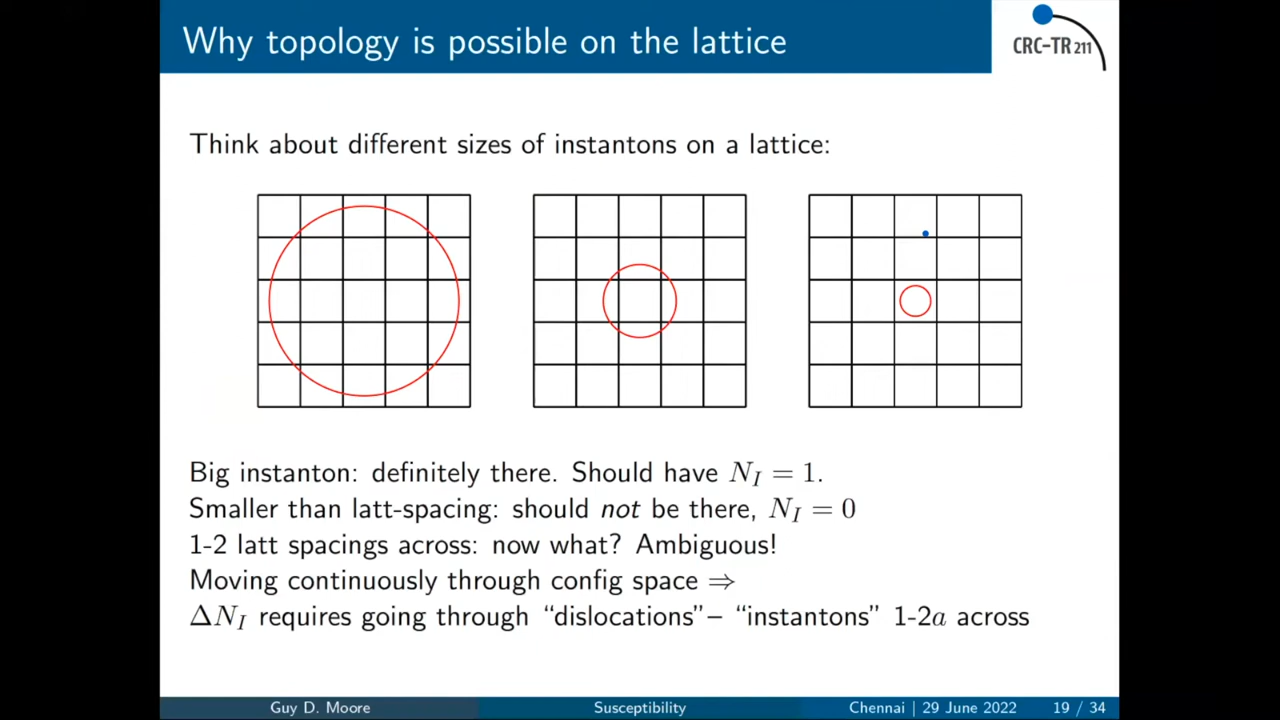 Why topology is possible on the lattice
CRC-TR 211
Think about different sizes of instantons on a lattice:
Big instanton: definitely there. Should have N_I = 1.
Smaller than latt-spacing: should not be there, N_I = 0
1-2 latt spacings across: now what? Ambiguous!
Moving continuously through config space ⇒
ΔN_I requires going through “dislocations”– “instantons” 1-2a across
Guy D. Moore
Susceptibility
Chennai | 29 June 2022
19 / 34